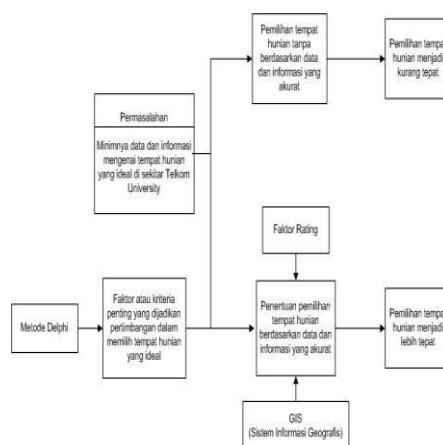 Pemilihan tempat
hunian tanpa
berdasarkan data
dan informasi yang
akurat
Pemilihan tempa
hunian menjadi
kurang tepat
Permasalahan
Minimnya data dan informasi
mengenai tempat hunian
yang ideal di sekitar Telkom
University
Faktor Rating
Metode Delphi
Faktor atau kriteria
penting yang dijadikan
pertimbangan dalam
memilih tempat hunian
yang ideal
Penentuan pemilihan
tempat hunian
berdasarkan data dan
informasi yang akurat
Pemilihan tempa
hunian menjadi
lebih tepat
GIS
(Sistem Informasi Geografis)